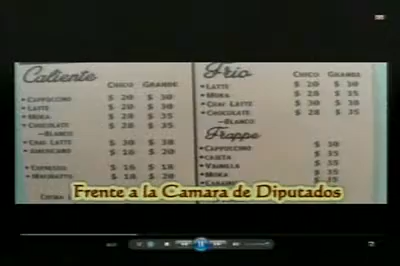 Caliente
CHICO GRANDE
• CAPPUCCINO $ 20 $ 30
• LATTE $ 20 $ 30
• MOKA $ 28 $ 35
• CHOCOLATE $ 28 $ 35
—BLANCO
• CHAI LATTE $ 30 $ 38
• AMERICANO $ 16 $ 20
• ESPRESSO $ 16 $ 18
• MACHIATTO $ 18 $ 20
Frio
CHICO GRANDE
• LATTE $ 20 $ 30
• MOKA $ 28 $ 35
• CHAI LATTE $ 30 $ 38
• CHOCOLATE $ 28 $ 35
—BLANCO
Frappe
• CAPPUCCINO $ 30
• CAJETA $ 35
• VAINILLA $ 35
• MOKA $ 35
$ 35
Frente a la Camara de Diputados